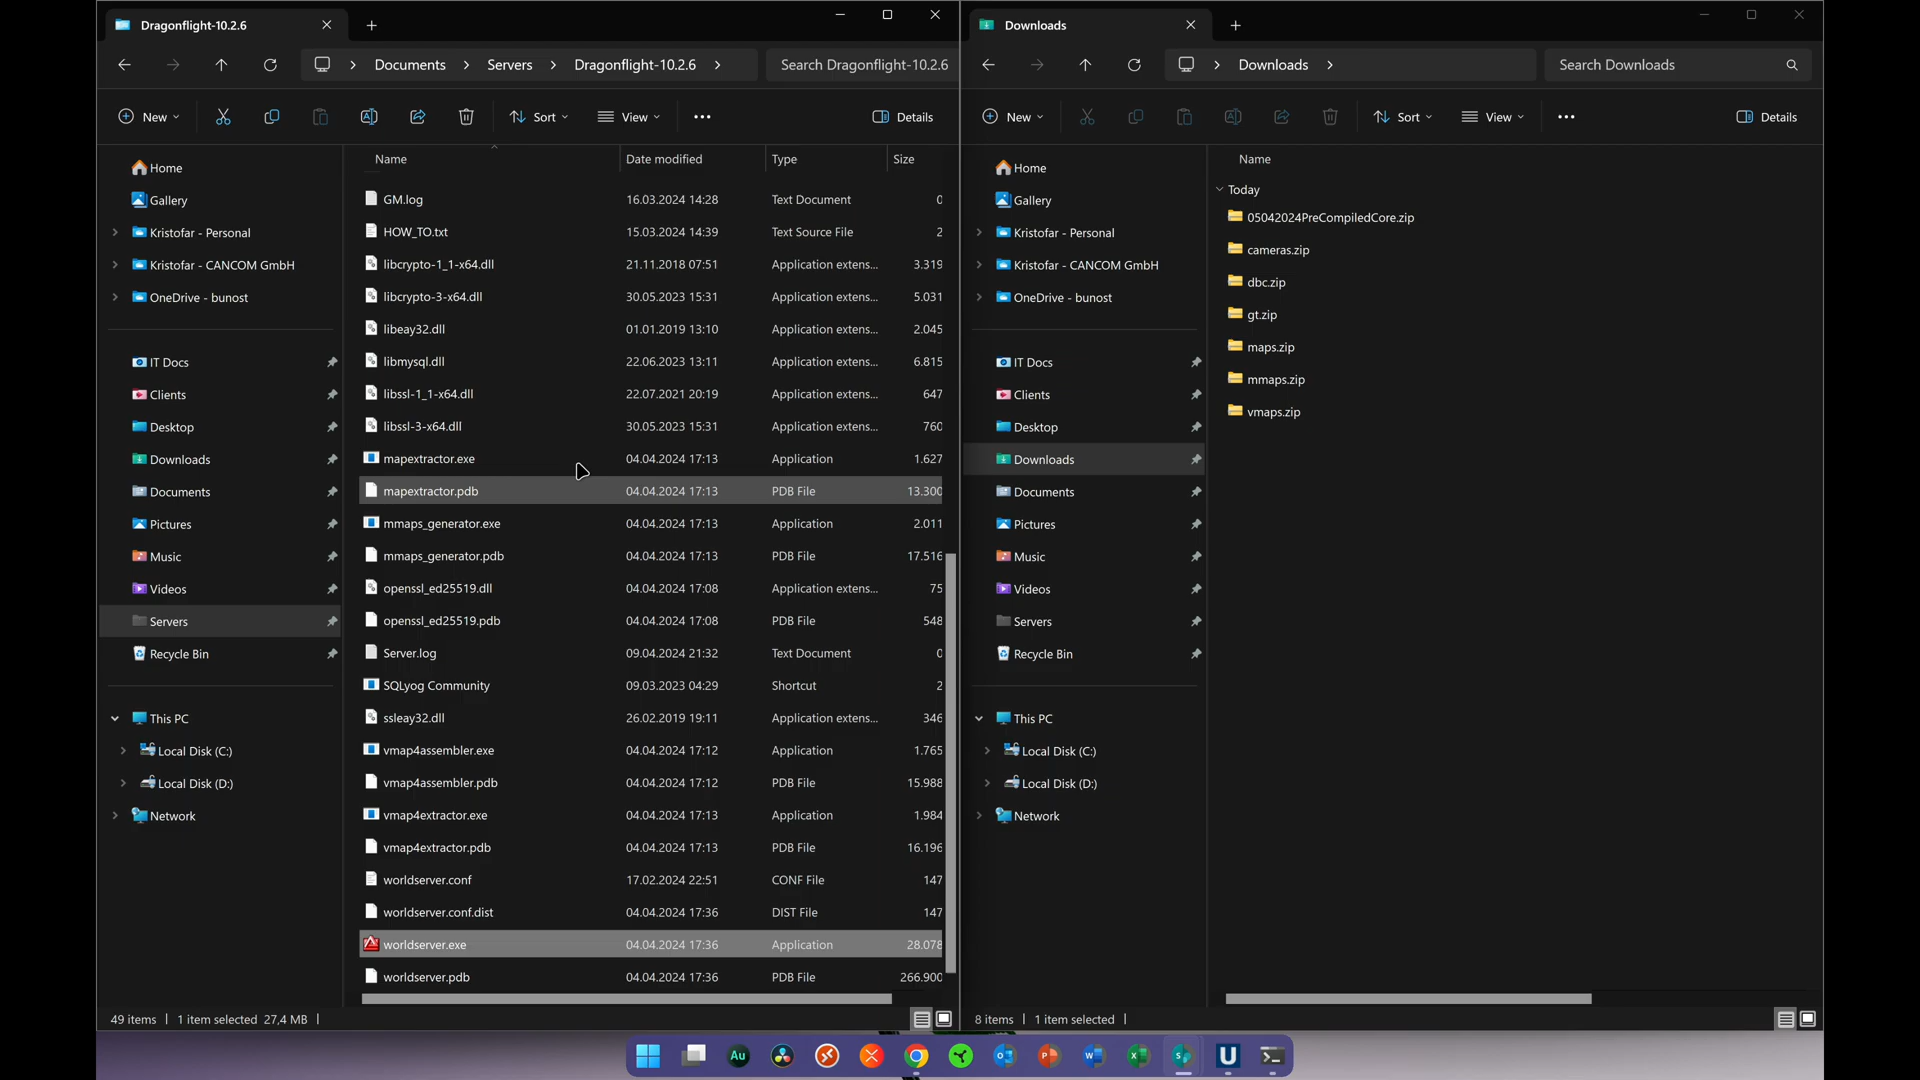 Dragonflight-10.2.6
Documents > Servers > Dragonflight-10.2.6 >
Search Dragonflight-10.2.6
New
Sort
View
Details
Home
Gallery
Kristofar - Personal
Kristofar - CANCOM GmbH
OneDrive - bunost
IT Docs
Clients
Desktop
Downloads
Documents
Pictures
Music
Videos
Servers
Recycle Bin
This PC
Local Disk (C:)
Local Disk (D:)
Network
Name Date modified Type Size
GM.log 16.03.2024 14:28 Text Document 0
HOW_TO.txt 15.03.2024 14:39 Text Source File 2
libcrypto-1_1-x64.dll 21.11.2018 07:51 Application extens... 3.319
libcrypto-3-x64.dll 30.05.2023 15:31 Application extens... 5.031
libeay32.dll 01.01.2019 13:10 Application extens... 2.045
libmysql.dll 22.06.2023 13:11 Application extens... 6.815
libssl-1_1-x64.dll 22.07.2021 20:19 Application extens... 647
libssl-3-x64.dll 30.05.2023 15:31 Application extens... 760
mapextractor.exe 04.04.2024 17:13 Application 1.627
mapextractor.pdb 04.04.2024 17:13 PDB File 13.300
mmaps_generator.exe 04.04.2024 17:13 Application 2.011
mmaps_generator.pdb 04.04.2024 17:13 PDB File 17.516
openssl_ed25519.dll 04.04.2024 17:08 Application extens... 75
openssl_ed25519.pdb 04.04.2024 17:08 PDB File 548
Server.log 09.04.2024 21:32 Text Document 0
SQLyog Community 09.03.2023 04:29 Shortcut 2
ssleay32.dll 26.02.2019 19:11 Application extens... 346
vmap4assembler.exe 04.04.2024 17:12 Application 1.765
vmap4assembler.pdb 04.04.2024 17:12 PDB File 15.988
vmap4extractor.exe 04.04.2024 17:13 Application 1.984
vmap4extractor.pdb 04.04.2024 17:13 PDB File 16.196
worldserver.conf 17.02.2024 22:51 CONF File 147
worldserver.conf.dist 04.04.2024 17:36 DIST File 147
worldserver.exe 04.04.2024 17:36 Application 28.078
worldserver.pdb 04.04.2024 17:36 PDB File 266.900
49 items | 1 item selected 27,4 MB |
Downloads
> Downloads >
Search Downloads
New
Sort
View
Details
Home
Gallery
Kristofar - Personal
Kristofar - CANCOM GmbH
OneDrive - bunost
IT Docs
Clients
Desktop
Downloads
Documents
Pictures
Music
Videos
Servers
Recycle Bin
This PC
Local Disk (C:)
Local Disk (D:)
Network
Name
Today
05042024PreCompiledCore.zip
cameras.zip
dbc.zip
gt.zip
maps.zip
mmaps.zip
vmaps.zip
8 items | 1 item selected |
Au